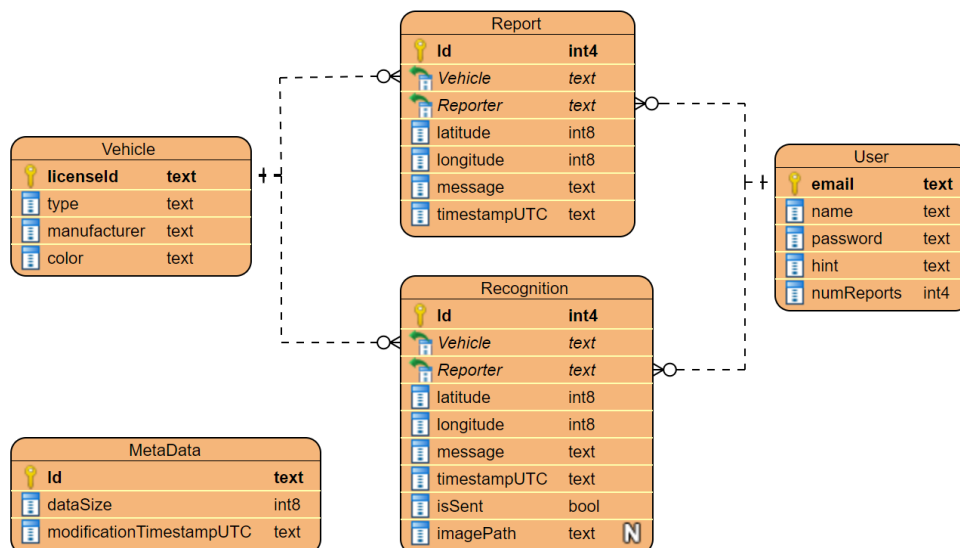 Report
Id int4
Vehicle text
Reporter text
latitude int8
longitude int8
message text
timestampUTC text
Vehicle
licenseId text
type text
manufacturer text
color text
User
email text
name text
password text
hint text
numReports int4
Recognition
Id int4
Vehicle text
Reporter text
latitude int8
longitude int8
message text
timestampUTC text
isSent bool
imagePath text N
MetaData
Id text
dataSize int8
modificationTimestampUTC text